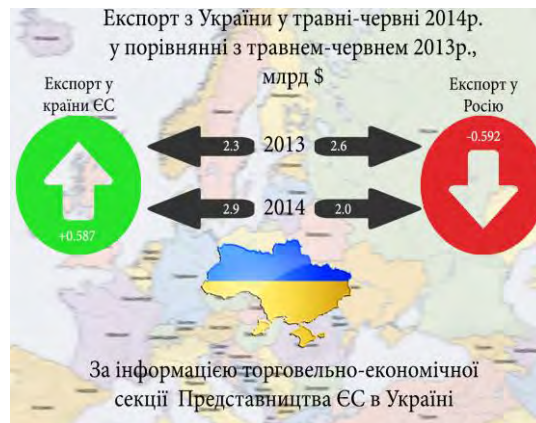 Експорт з України у травні-червні 2014р.
у порівнянні з травнем-червнем 2013р.,
млрд $
Експорт у
країни ЄС
Експорт у
Росію
-0.592
2.3 2013 2.6
2.9 2014 2.0
+0.587
За інформацією торговельно-економічної
секції Представництва ЄС в Україні